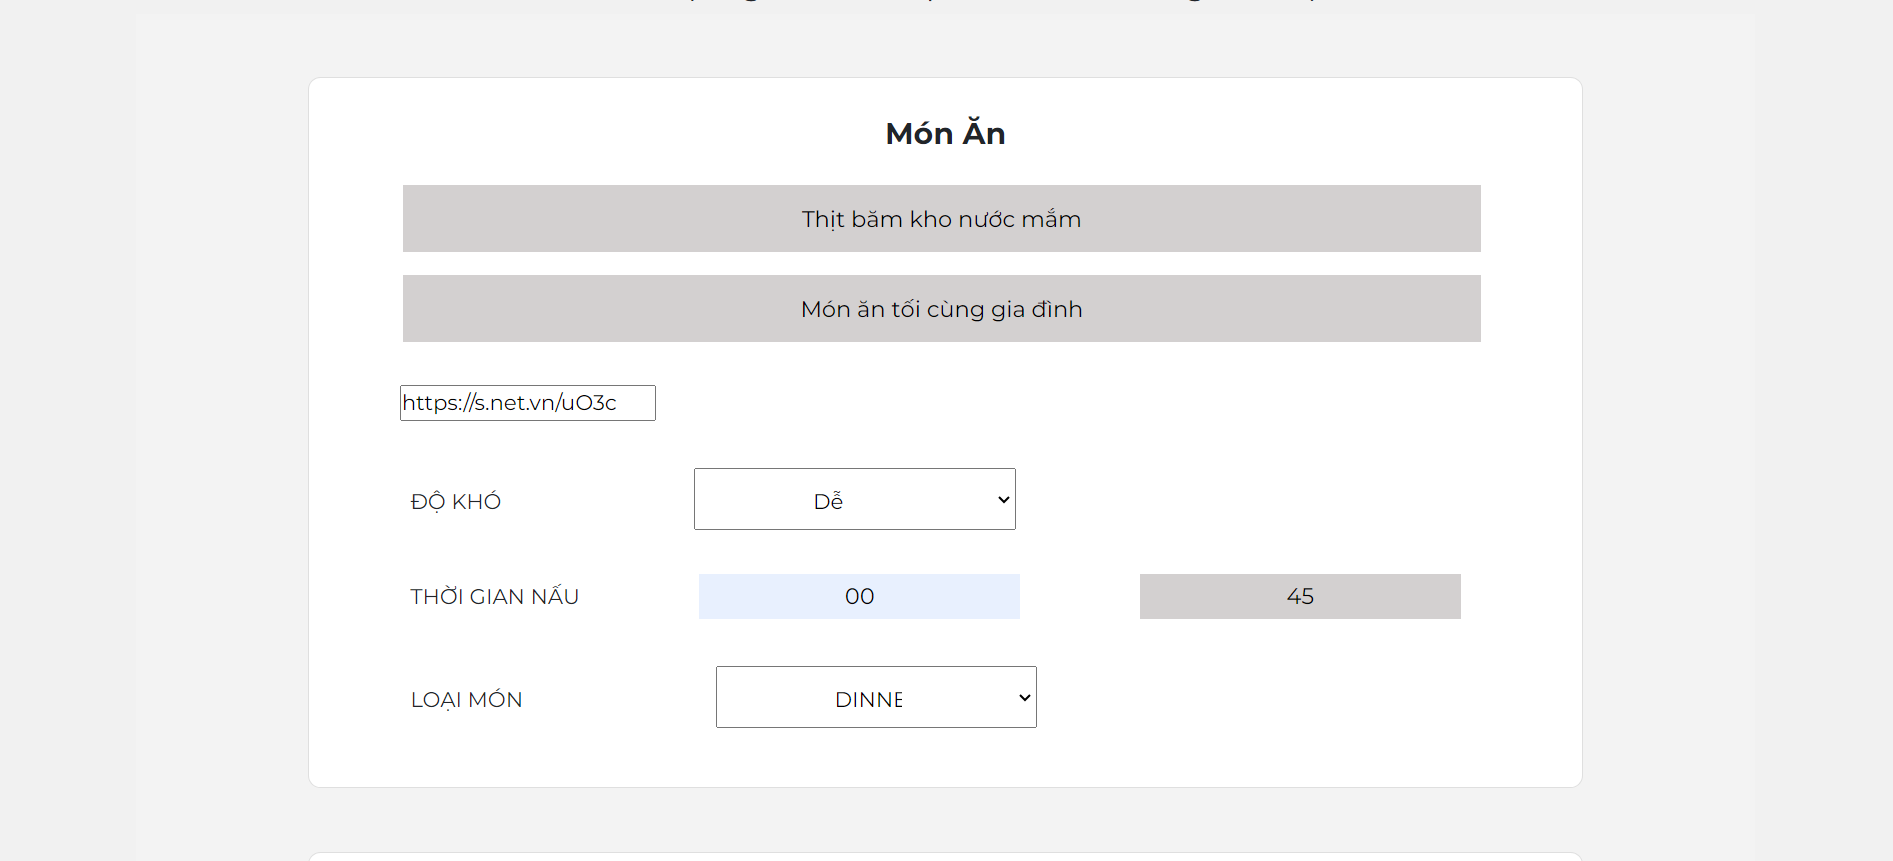 Món Ăn
Thịt băm kho nước mắm
Món ăn tối cùng gia đình
https://s.net.vn/uO3c
ĐỘ KHÓ Dễ
THỜI GIAN NẤU 00 45
LOẠI MÓN DINNE